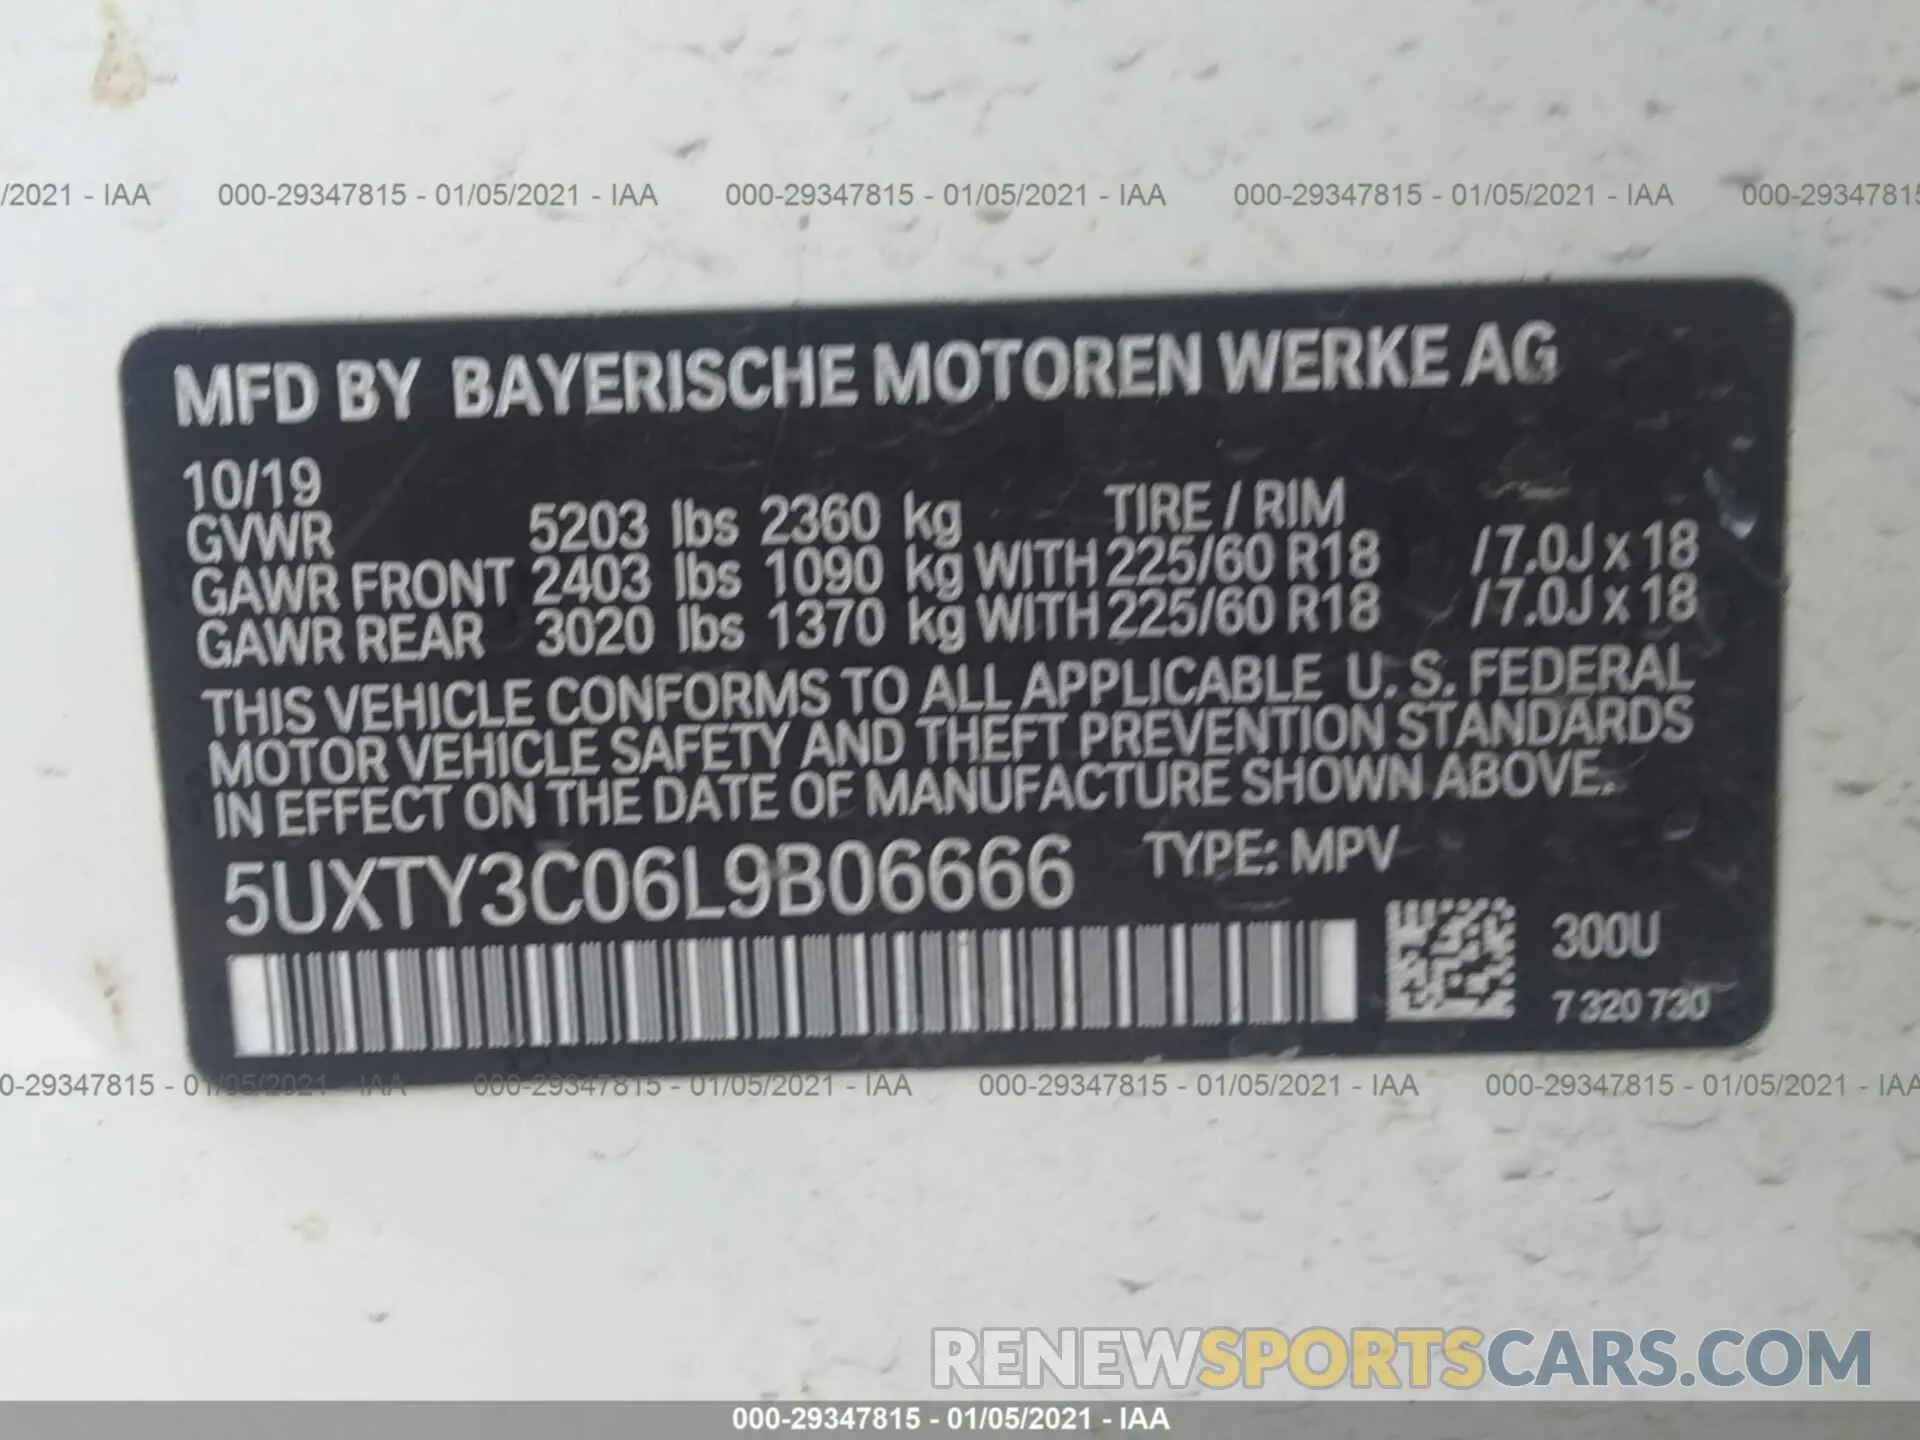 /2021 - IAA 000-29347815 - 01/05/2021 - IAA 000-29347815 - 01/05/2021 - IAA 000-29347815 - 01/05/2021 - IAA 000-2934781
MFD BY BAYERISCHE MOTOREN WERKE AG
10/19 TIRE / RIM
GVWR 5203 lbs 2360 kg
GAWR FRONT 2403 lbs 1090 kg WITH 225/60 R18 /7.0J x 18
GAWR REAR 3020 lbs 1370 kg WITH 225/60 R18 /7.0J x 18
THIS VEHICLE CONFORMS TO ALL APPLICABLE U. S. FEDERAL
MOTOR VEHICLE SAFETY AND THEFT PREVENTION STANDARDS
IN EFFECT ON THE DATE OF MANUFACTURE SHOWN ABOVE.
5UXTY3C06L9B06666 TYPE: MPV
300U
7 320 730
0-29347815 - 01/05/2021 - IAA 000-29347815 - 01/05/2021 - IAA 000-29347815 - 01/05/2021 - IAA 000-29347815 - 01/05/2021 - IAA
RENEWSPORTSCARS.COM
000-29347815 - 01/05/2021 - IAA